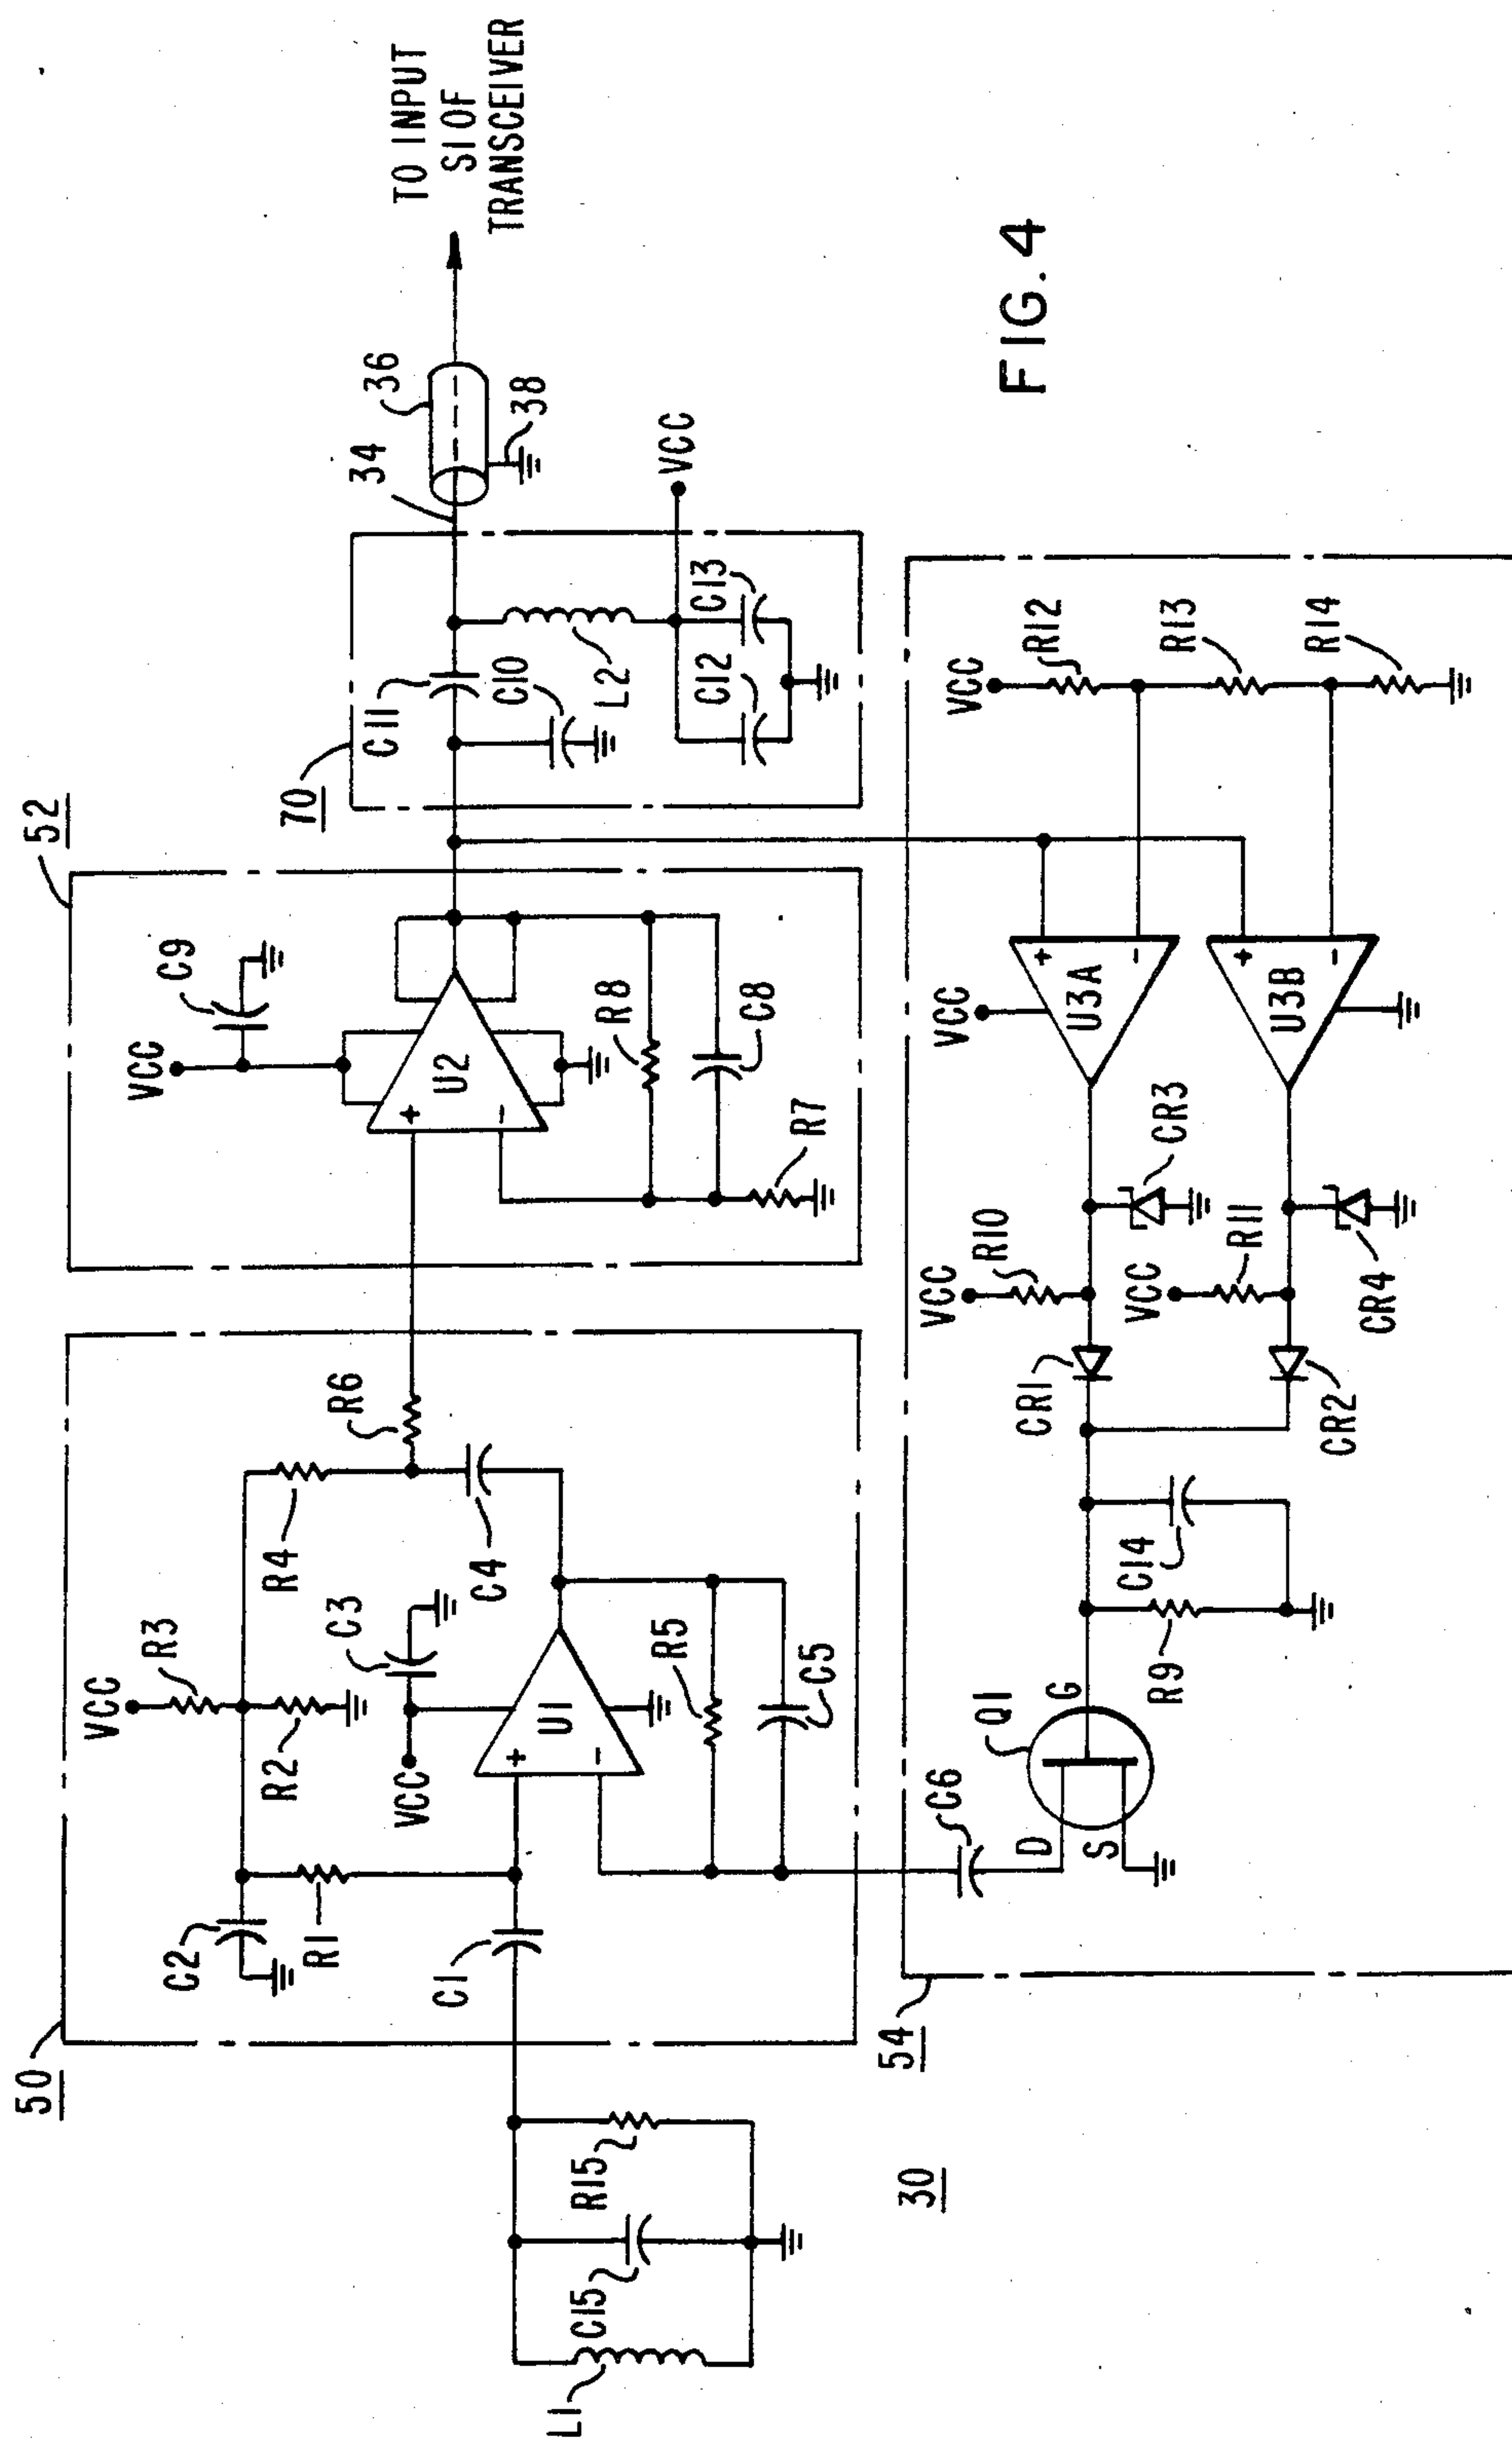 50
C2
R1
C1
VCC
R3
R2
R4
VCC
C3
U1
+
−
R5
C5
C4
R6
L1
C15
R15
30
52
VCC
C9
U2
+
−
R8
C8
R7
70
C11
C10
L2
C12
C13
VCC
34
36
38
TO INPUT
S1 OF
TRANSCEIVER
54
C6
D
S
G
Q1
R9
C14
CR1
CR2
VCC
R10
VCC
R11
CR3
CR4
VCC
U3A
+
−
U3B
+
−
VCC
R12
R13
R14
FIG. 4